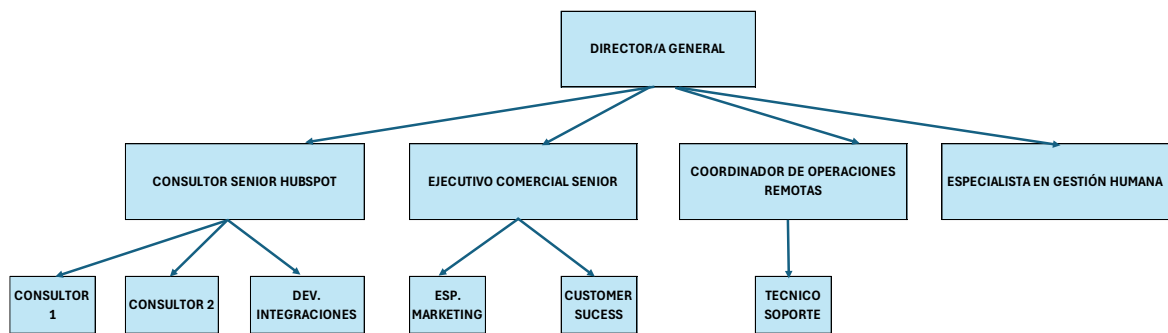 DIRECTOR/A GENERAL
CONSULTOR SENIOR HUBSPOT
EJECUTIVO COMERCIAL SENIOR
COORDINADOR DE OPERACIONES
REMOTAS
ESPECIALISTA EN GESTIÓN HUMANA
CONSULTOR
1
CONSULTOR 2
DEV.
INTEGRACIONES
ESP.
MARKETING
CUSTOMER
SUCESS
TECNICO
SOPORTE